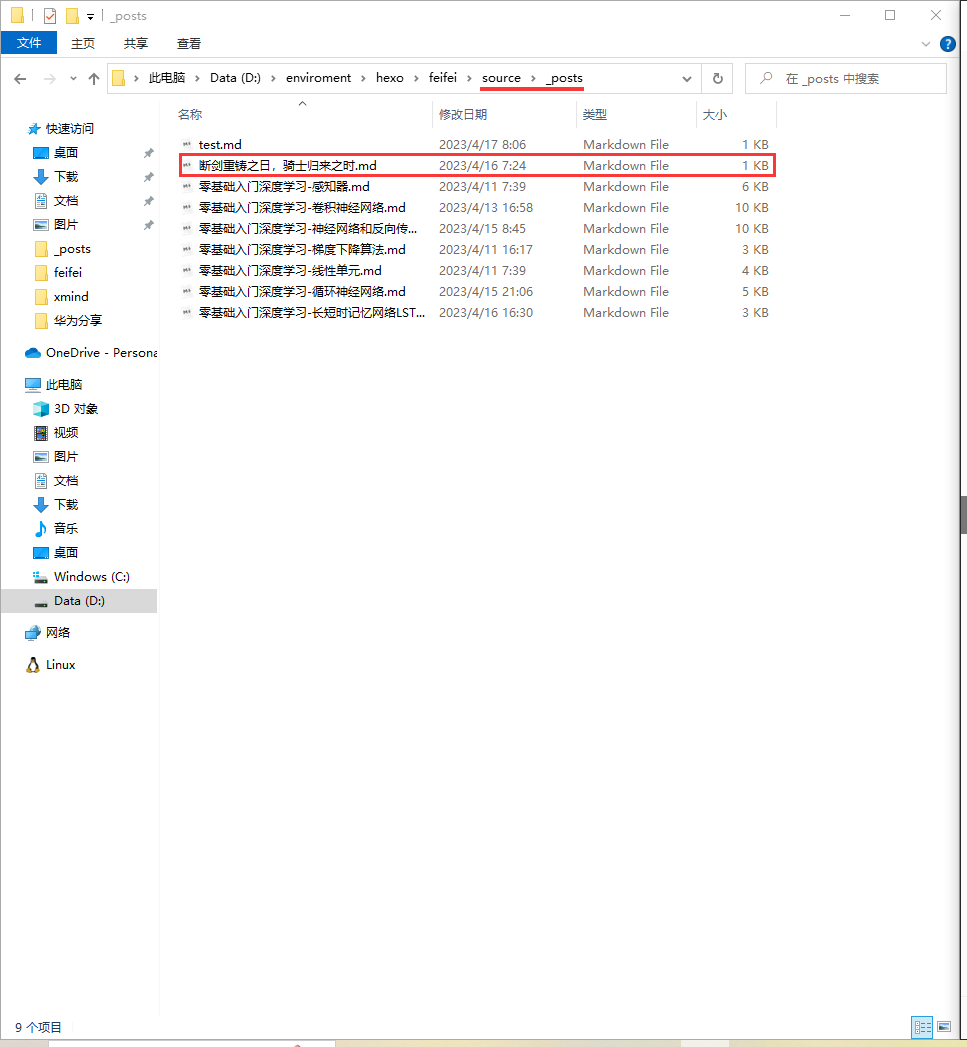 _posts
文件 主页 共享 查看
此电脑 Data (D:) enviroment hexo feifei source _posts
在 _posts 中搜索
名称 修改日期 类型 大小
快速访问
桌面
下载
文档
图片
_posts
feifei
xmind
华为分享
OneDrive - Persona
此电脑
3D 对象
视频
图片
文档
下载
音乐
桌面
Windows (C:)
Data (D:)
网络
Linux
test.md 2023/4/17 8:06 Markdown File 1 KB
断剑重铸之日，骑士归来之时.md 2023/4/16 7:24 Markdown File 1 KB
零基础入门深度学习-感知器.md 2023/4/11 7:39 Markdown File 6 KB
零基础入门深度学习-卷积神经网络.md 2023/4/13 16:58 Markdown File 10 KB
零基础入门深度学习-神经网络和反向传... 2023/4/15 8:45 Markdown File 10 KB
零基础入门深度学习-梯度下降算法.md 2023/4/11 16:17 Markdown File 3 KB
零基础入门深度学习-线性单元.md 2023/4/11 7:39 Markdown File 4 KB
零基础入门深度学习-循环神经网络.md 2023/4/15 21:06 Markdown File 5 KB
零基础入门深度学习-长短时记忆网络LST... 2023/4/16 16:30 Markdown File 3 KB
9 个项目